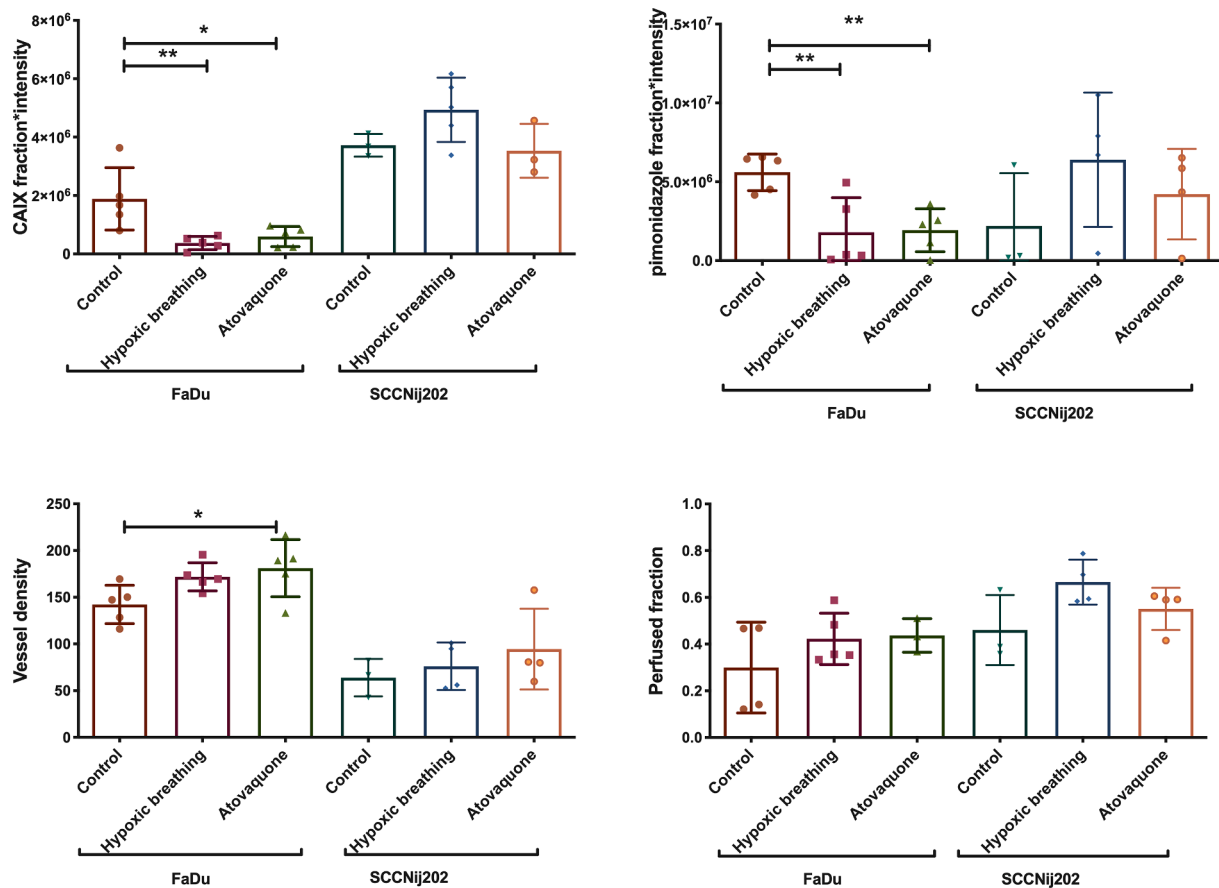 CAIX fraction*intensity
8×10⁶
6×10⁶
4×10⁶
2×10⁶
0
*
**
Control
Hypoxic breathing
Atovaquone
Control
Hypoxic breathing
Atovaquone
FaDu
SCCNij202
pimonidazole fraction*intensity
1.5×10⁷
1.0×10⁷
5.0×10⁶
0.0
**
**
Control
Hypoxic breathing
Atovaquone
Control
Hypoxic breathing
Atovaquone
FaDu
SCCNij202
Vessel density
250
200
150
100
50
0
*
Control
Hypoxic breathing
Atovaquone
Control
Hypoxic breathing
Atovaquone
FaDu
SCCNij202
Perfused fraction
1.0
0.8
0.6
0.4
0.2
0.0
Control
Hypoxic breathing
Atovaquone
Control
Hypoxic breathing
Atovaquone
FaDu
SCCNij202